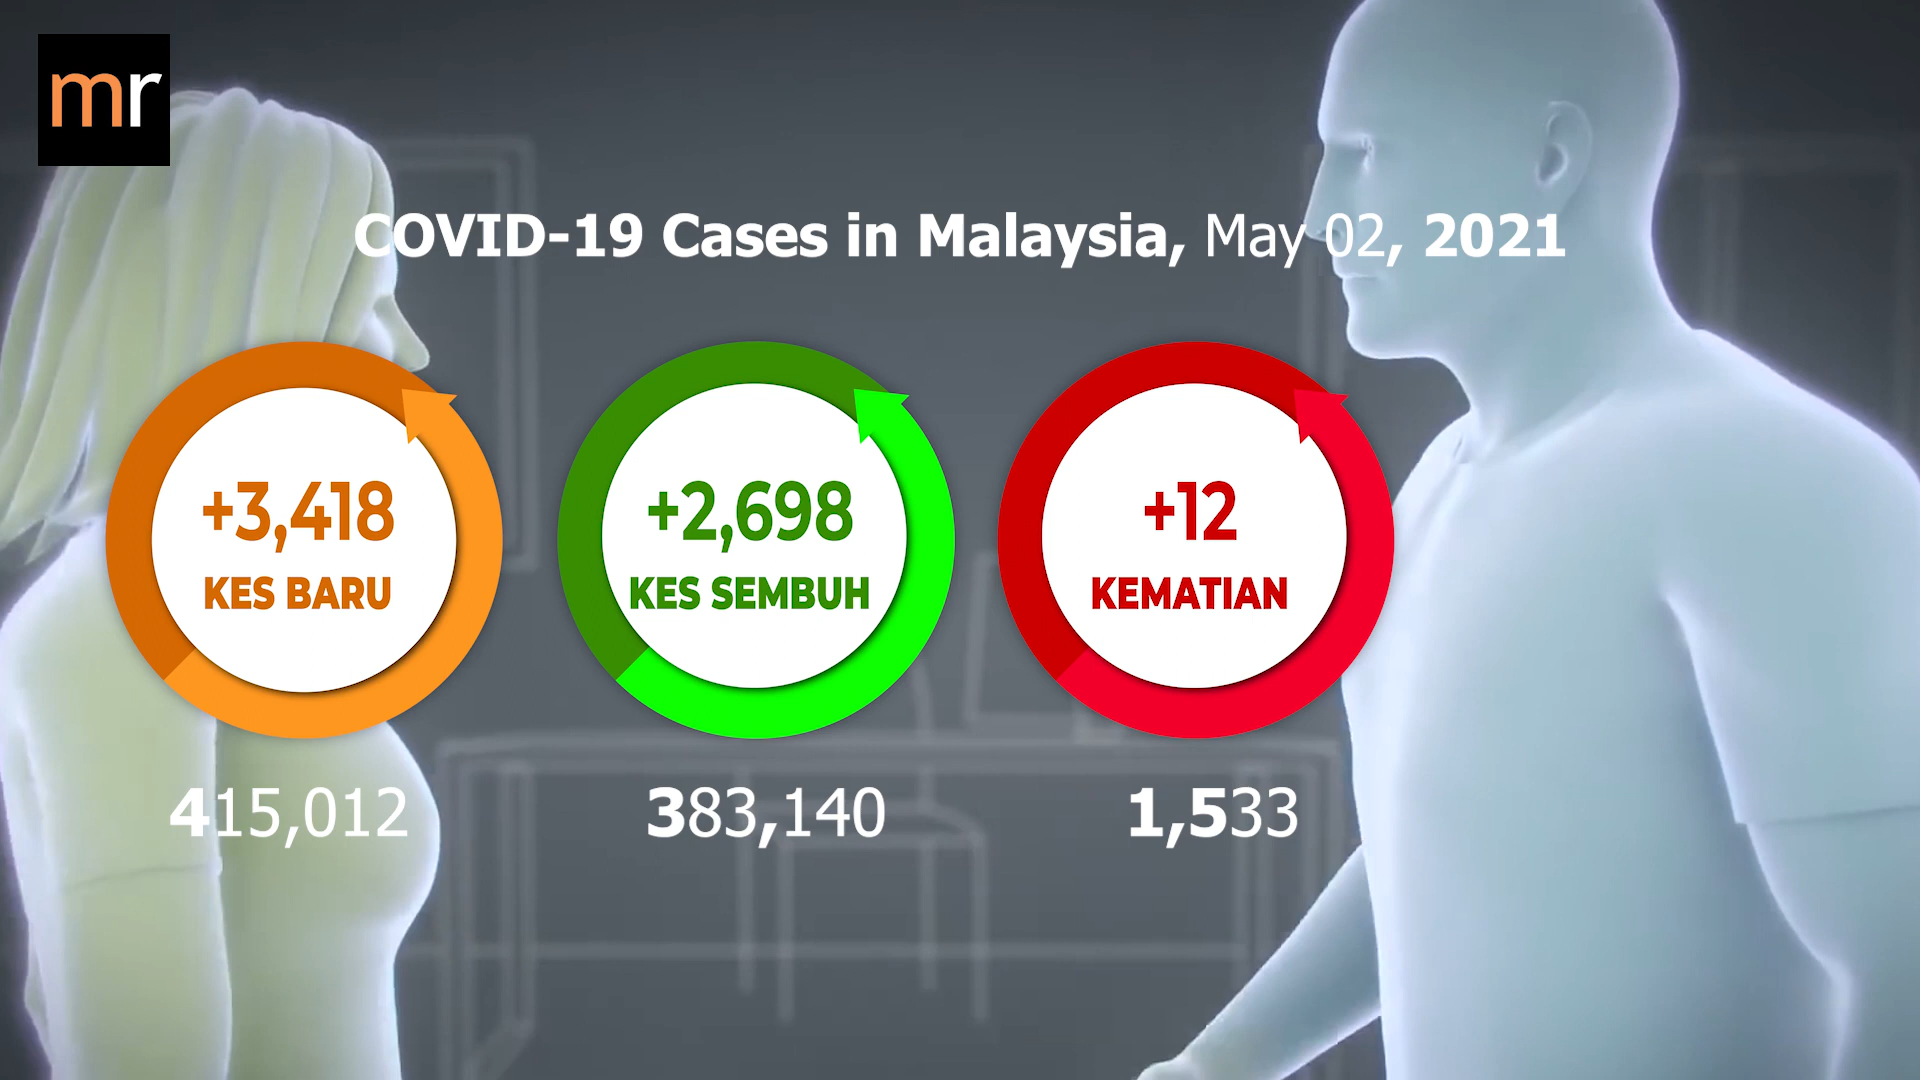 mr
COVID-19 Cases in Malaysia, May 02, 2021
+3,418
KES BARU
+2,698
KES SEMBUH
+12
KEMATIAN
415,012
383,140
1,533